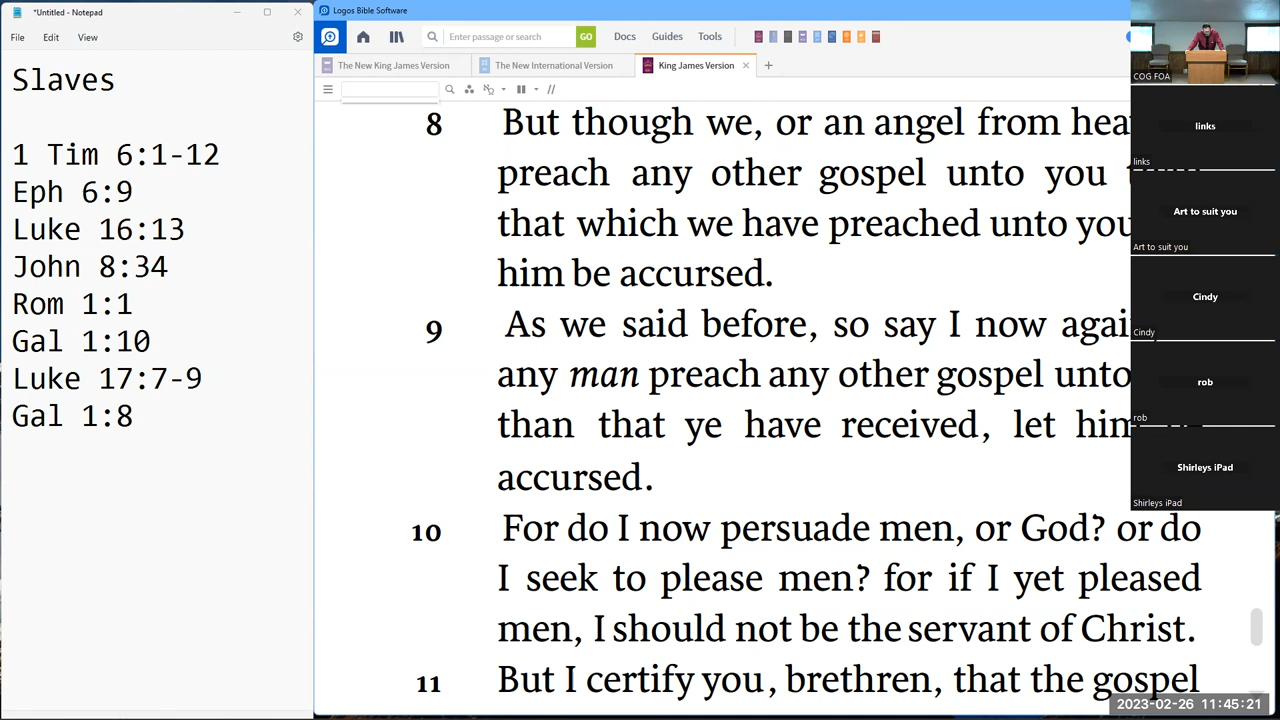 *Untitled - Notepad
File Edit View
Slaves
1 Tim 6:1-12
Eph 6:9
Luke 16:13
John 8:34
Rom 1:1
Gal 1:10
Luke 17:7-9
Gal 1:8
Logos Bible Software
Enter passage or search GO Docs Guides Tools
The New King James Version The New International Version King James Version
8 But though we, or an angel from hea
preach any other gospel unto you
that which we have preached unto you
him be accursed.
9 As we said before, so say I now agai
any man preach any other gospel unto
than that ye have received, let him
accursed.
10 For do I now persuade men, or God? or do
I seek to please men? for if I yet pleased
men, I should not be the servant of Christ.
11 But I certify you, brethren, that the gospel
COG FOA
links
links
Art to suit you
Art to suit you
Cindy
Cindy
rob
rob
Shirleys iPad
Shirleys iPad
2023-02-26 11:45:21